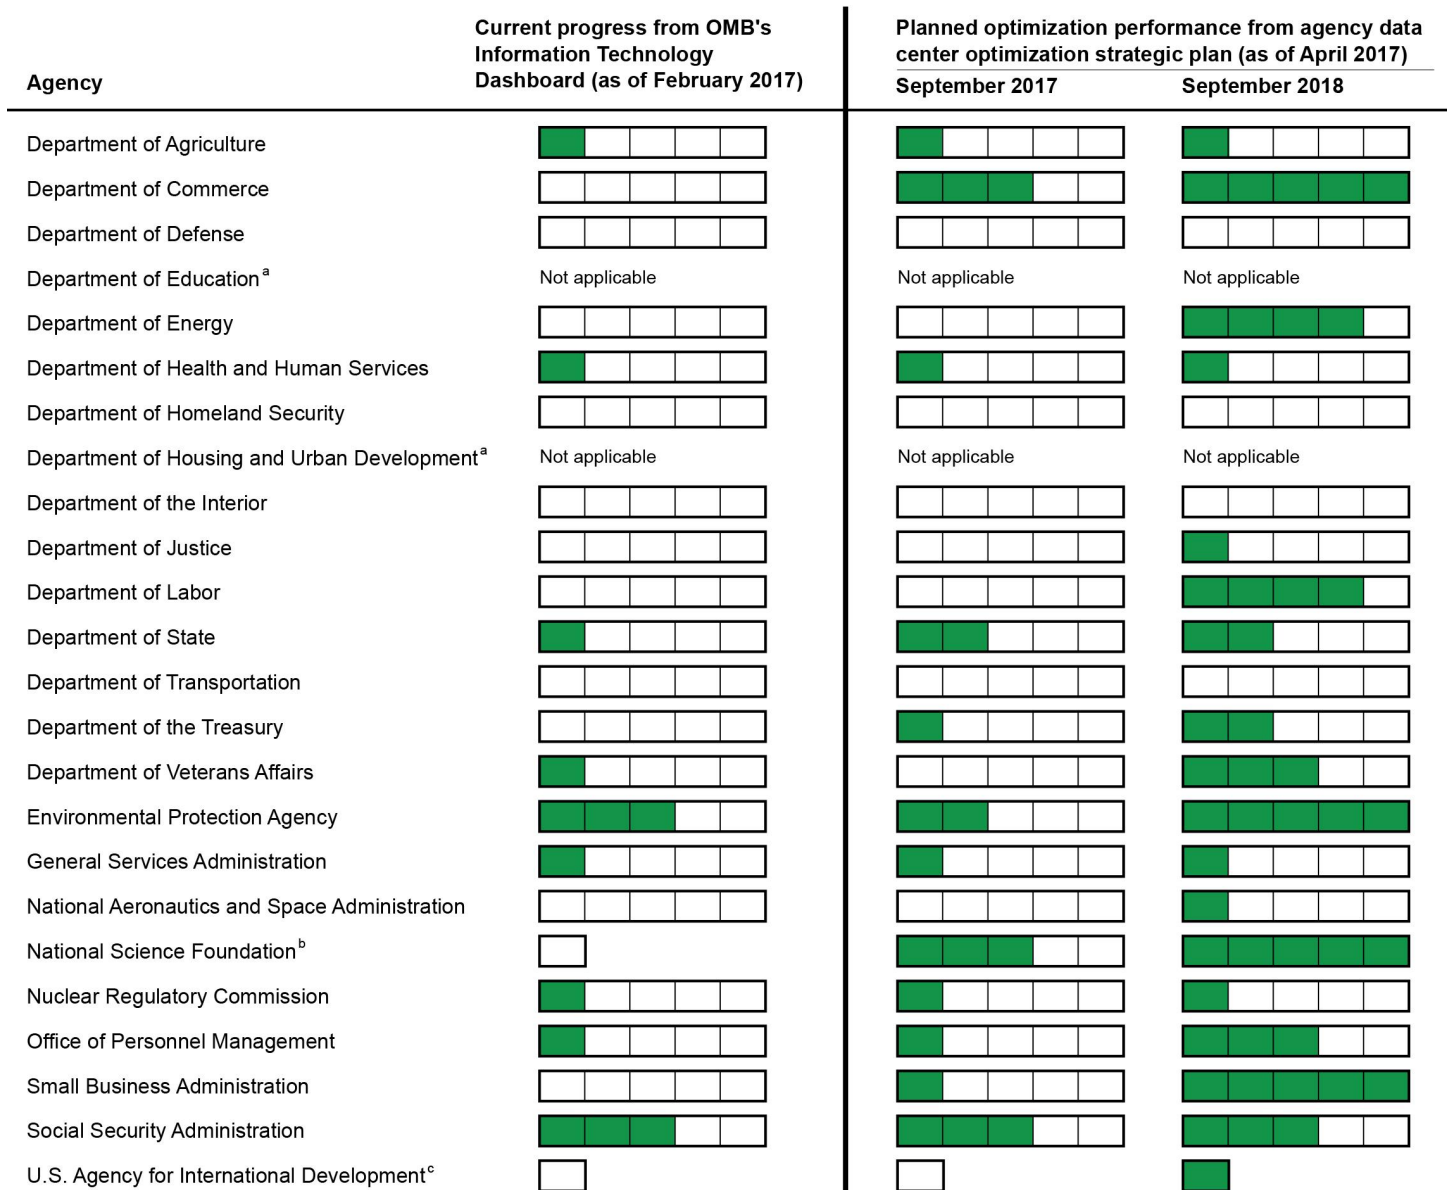 Agency
Current progress from OMB's
Information Technology
Dashboard (as of February 2017)
Planned optimization performance from agency data
center optimization strategic plan (as of April 2017)
September 2017 September 2018
Department of Agriculture
Department of Commerce
Department of Defense
Department of Education a Not applicable Not applicable Not applicable
Department of Energy
Department of Health and Human Services
Department of Homeland Security
Department of Housing and Urban Development a Not applicable Not applicable Not applicable
Department of the Interior
Department of Justice
Department of Labor
Department of State
Department of Transportation
Department of the Treasury
Department of Veterans Affairs
Environmental Protection Agency
General Services Administration
National Aeronautics and Space Administration
National Science Foundation b
Nuclear Regulatory Commission
Office of Personnel Management
Small Business Administration
Social Security Administration
U.S. Agency for International Development c